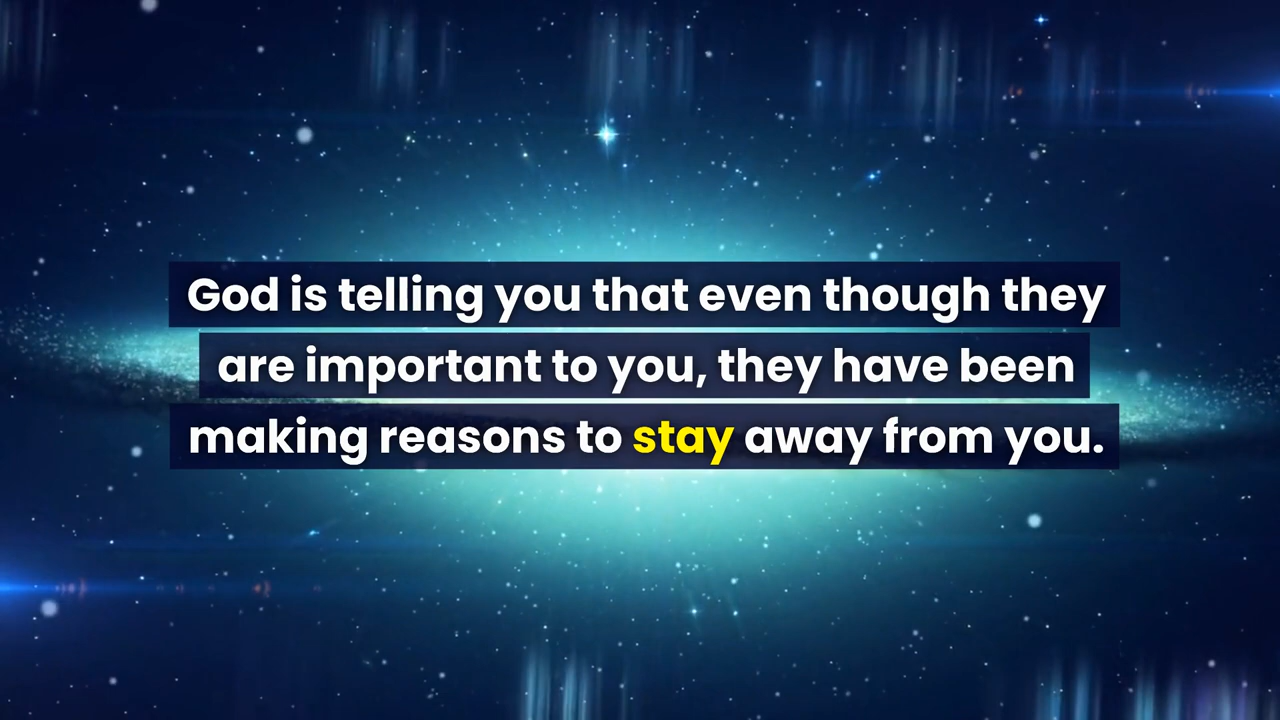 God is telling you that even though they
are important to you, they have been
making reasons to stay away from you.